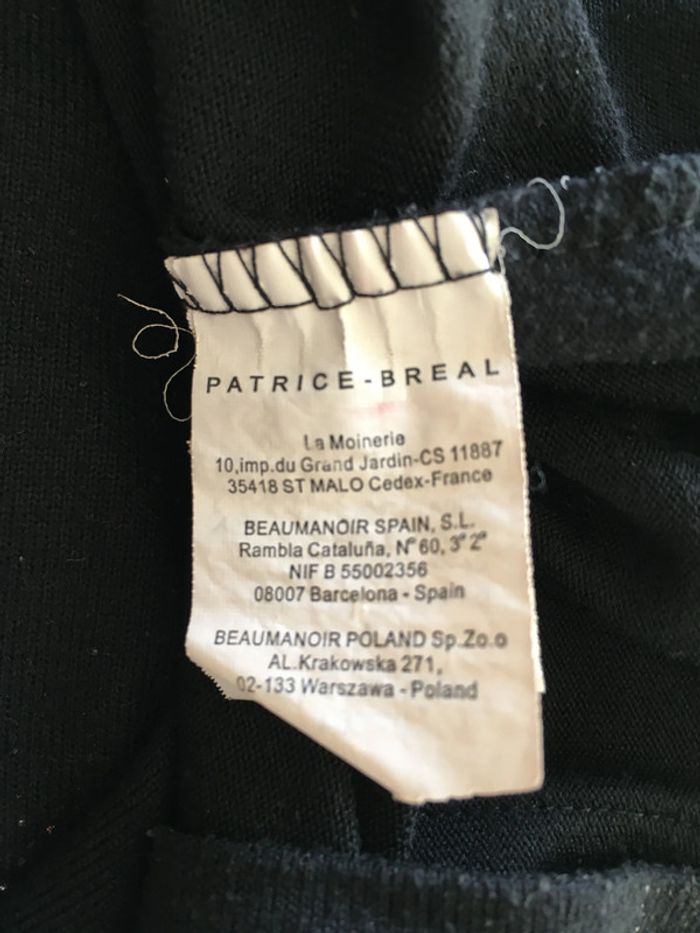 PATRICE-BREAL
La Moinerie
10,imp.du Grand Jardin-CS 11887
35418 ST MALO Cedex-France
BEAUMANOIR SPAIN, S.L.
Rambla Cataluña, Nº 60, 3º 2ª
NIF B 55002356
08007 Barcelona - Spain
BEAUMANOIR POLAND Sp.Zo.o
AL.Krakowska 271,
02-133 Warszawa - Poland